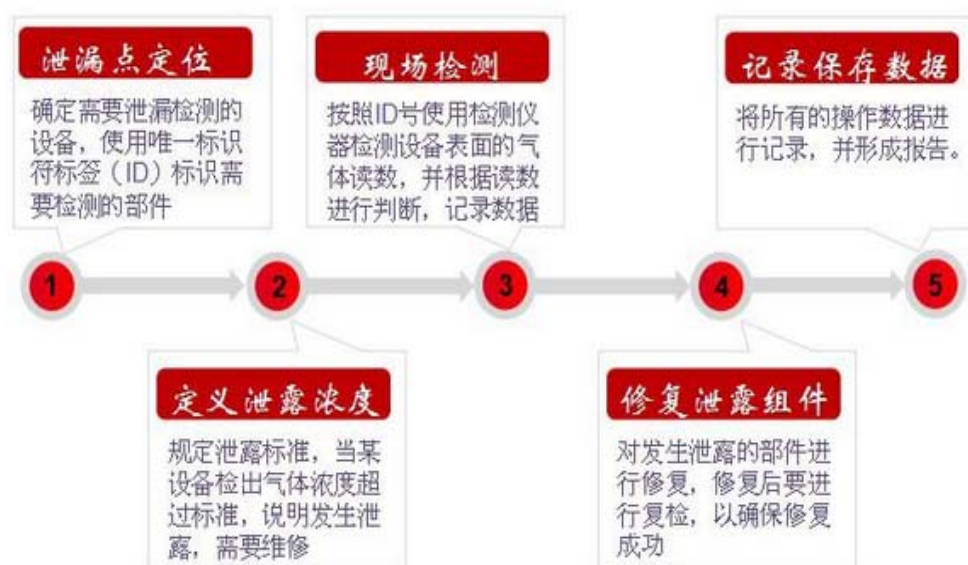 泄漏点定位
确定需要泄漏检测的
设备，使用唯一标识
符标签（ID）标识需
要检测的部件
现场检测
按照ID号使用检测仪
器检测设备表面的气
体读数，并根据读数
进行判断，记录数据
记录保存数据
将所有的操作数据进
行记录，并形成报告。
1
2
3
4
5
定义泄露浓度
规定泄露标准，当某
设备检出气体浓度超
过标准，说明发生泄
露，需要维修
修复泄露组件
对发生泄露的部件进
行修复，修复后要进
行复检，以确保修复
成功